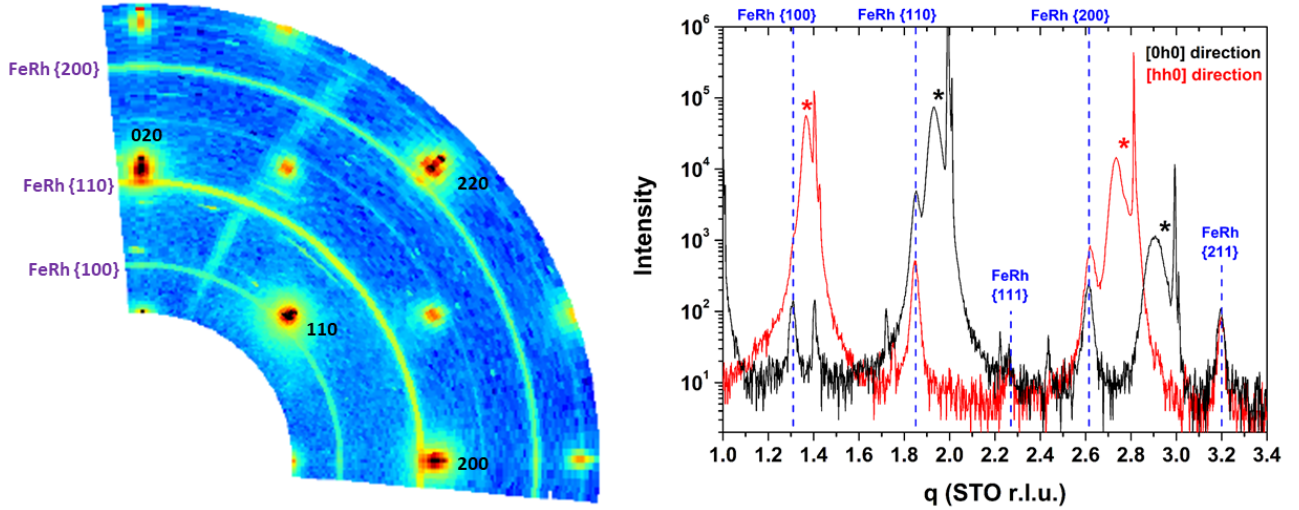 FeRh {200}
020
220
FeRh {110}
FeRh {100}
110
200
FeRh {100} FeRh {110} FeRh {200}
10^6
[0h0] direction
[hh0] direction
10^5
*
*
*
*
10^4
Intensity
10^3
FeRh
{111}
FeRh
{211}
10^2
10^1
1.0 1.2 1.4 1.6 1.8 2.0 2.2 2.4 2.6 2.8 3.0 3.2 3.4
q (STO r.l.u.)